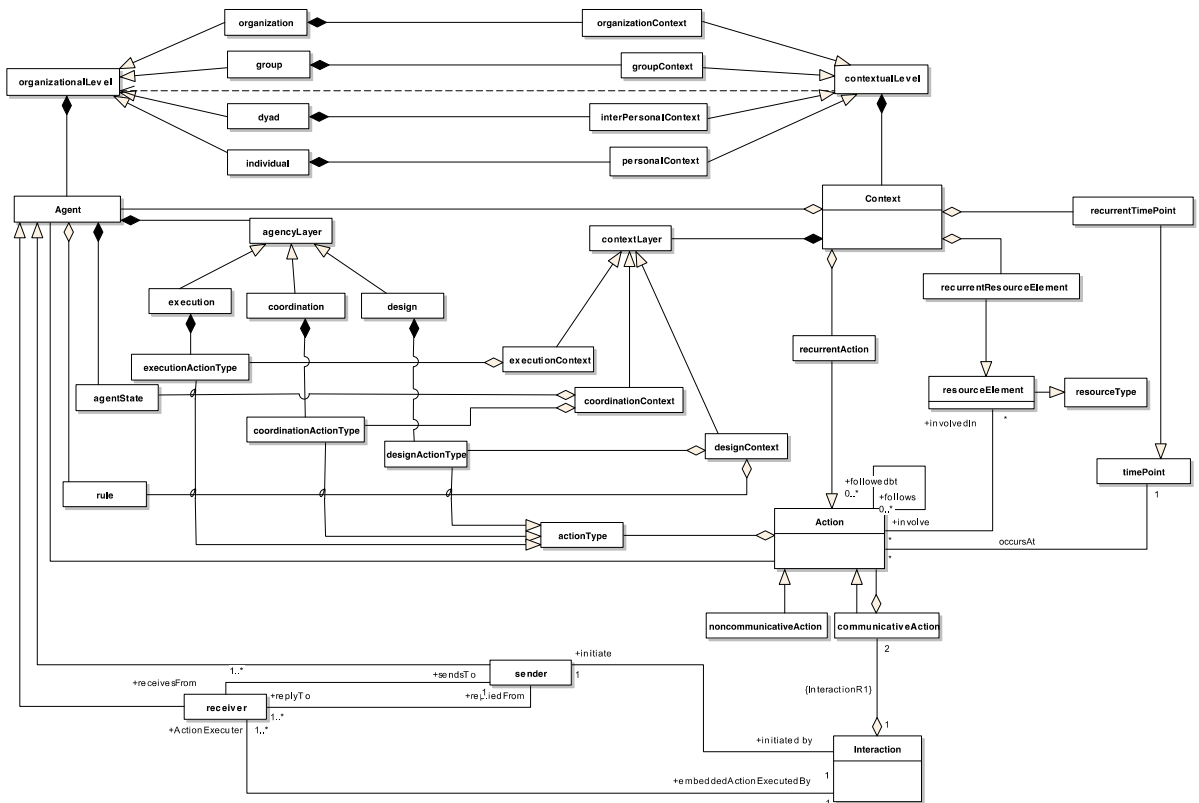 organization
organizationContext
group
groupContext
organizationalLevel
contextualLevel
dyad
interPersonalContext
individual
personalContext
Agent
Context
recurrentTimePoint
agencyLayer
contextLayer
recurrentResourceElement
execution
coordination
design
recurrentAction
executionContext
executionActionType
resourceElement
resourceType
agentState
coordinationContext
+involvedIn
*
coordinationActionType
designContext
designActionType
timePoint
+followedbt
0..*
+follows
0..*
rule
1
Action
+involve
actionType
*
occursAt
*
noncommunicativeAction
communicativeAction
2
+initiate
1..*
sender
1
+sendsTo
+receivesFrom
1
+replyTo
{InteractionR1}
receiver
1..*
+ActionExecuter
1..*
1
+initiated by
Interaction
+embeddedActionExecutedBy
1
1